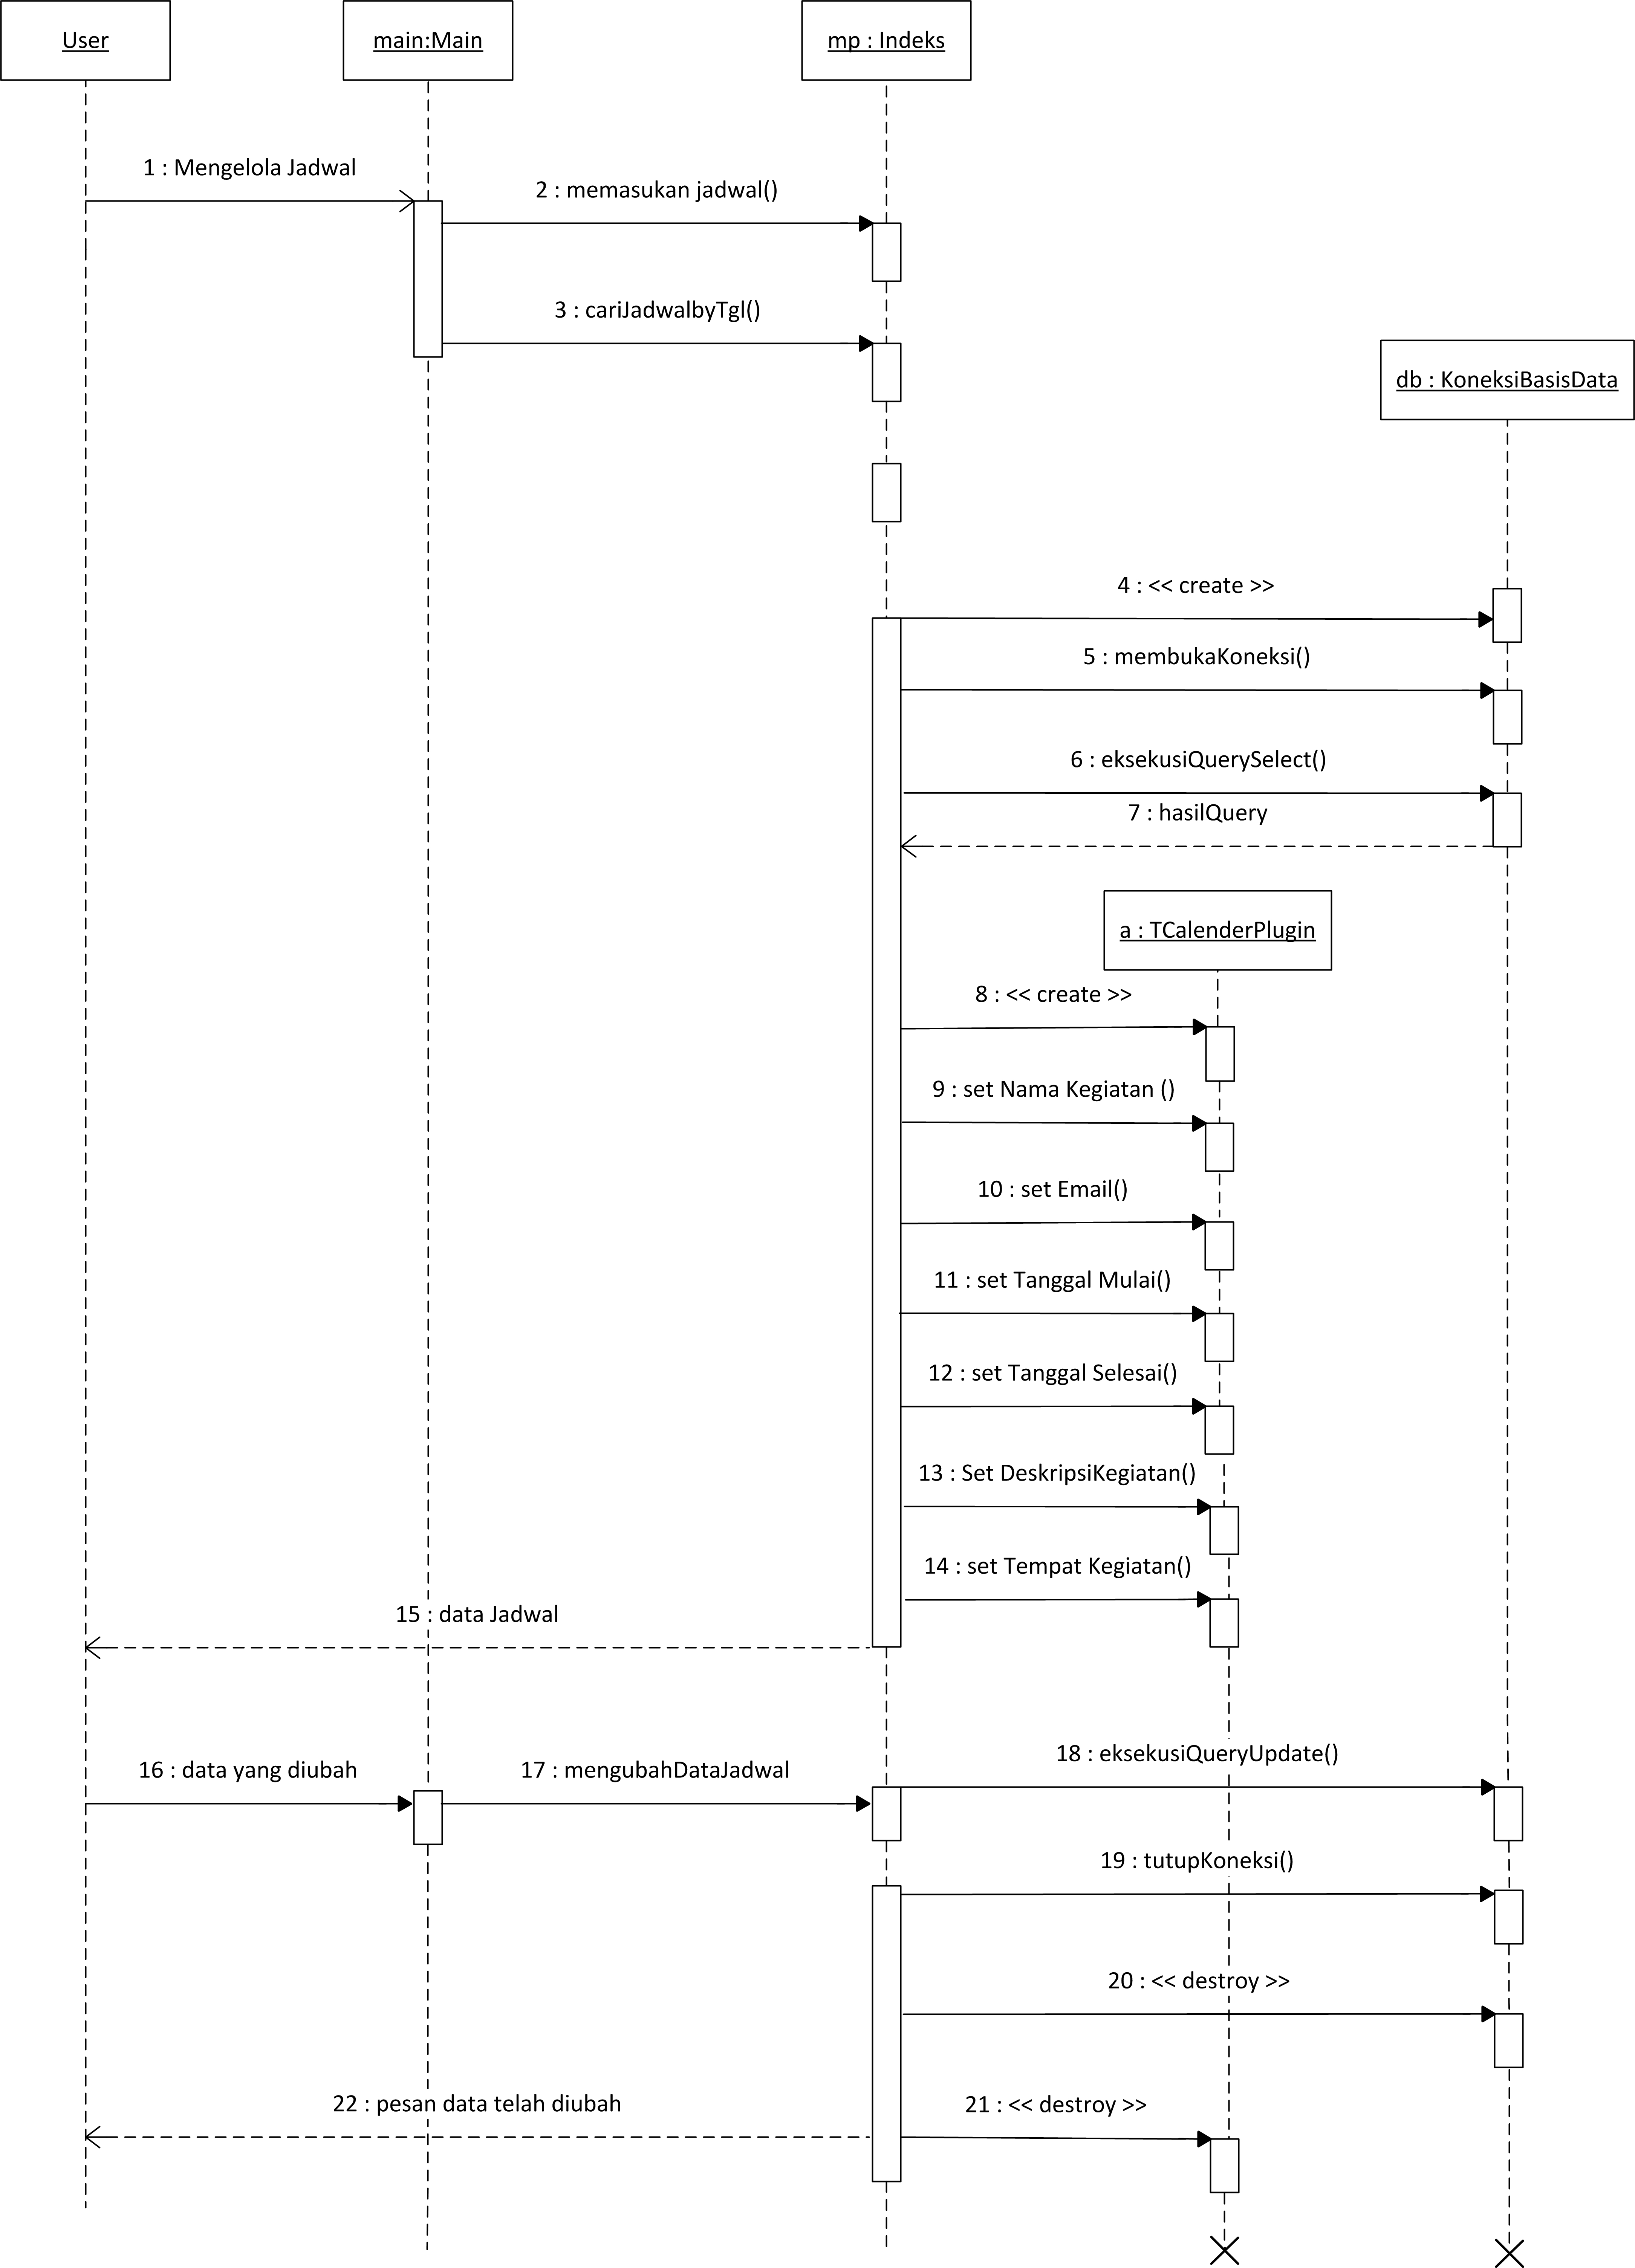 User
main:Main
mp : Indeks
1 : Mengelola Jadwal
2 : memasukan jadwal()
3 : cariJadwalbyTgl()
db : KoneksiBasisData
4 : << create >>
5 : membukaKoneksi()
6 : eksekusiQuerySelect()
7 : hasilQuery
a : TCalenderPlugin
8 : << create >>
9 : set Nama Kegiatan ()
10 : set Email()
11 : set Tanggal Mulai()
12 : set Tanggal Selesai()
13 : Set DeskripsiKegiatan()
14 : set Tempat Kegiatan()
15 : data Jadwal
16 : data yang diubah
17 : mengubahDataJadwal
18 : eksekusiQueryUpdate()
19 : tutupKoneksi()
20 : << destroy >>
21 : << destroy >>
22 : pesan data telah diubah